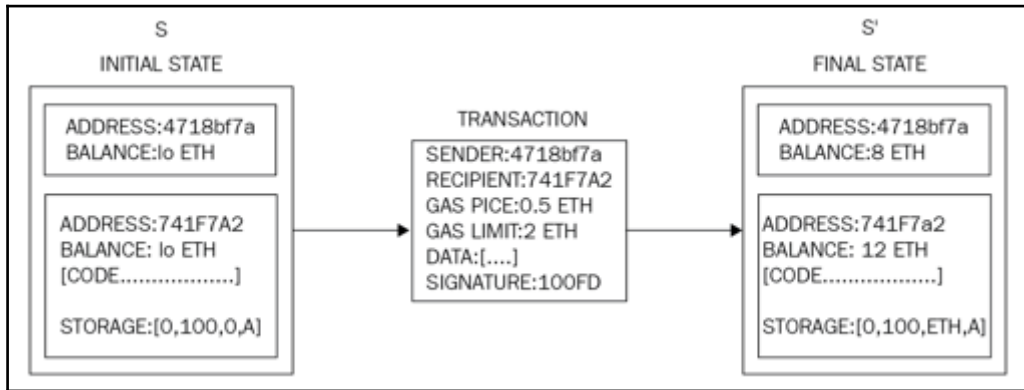 S
INITIAL STATE
ADDRESS:4718bf7a
BALANCE:lo ETH
ADDRESS:741F7A2
BALANCE: lo ETH
[CODE..................]
STORAGE:[0,100,0,A]
TRANSACTION
SENDER:4718bf7a
RECIPIENT:741F7A2
GAS PICE:0.5 ETH
GAS LIMIT:2 ETH
DATA:[....]
SIGNATURE:100FD
S'
FINAL STATE
ADDRESS:4718bf7a
BALANCE:8 ETH
ADDRESS:741F7a2
BALANCE: 12 ETH
[CODE..................]
STORAGE:[0,100,ETH,A]